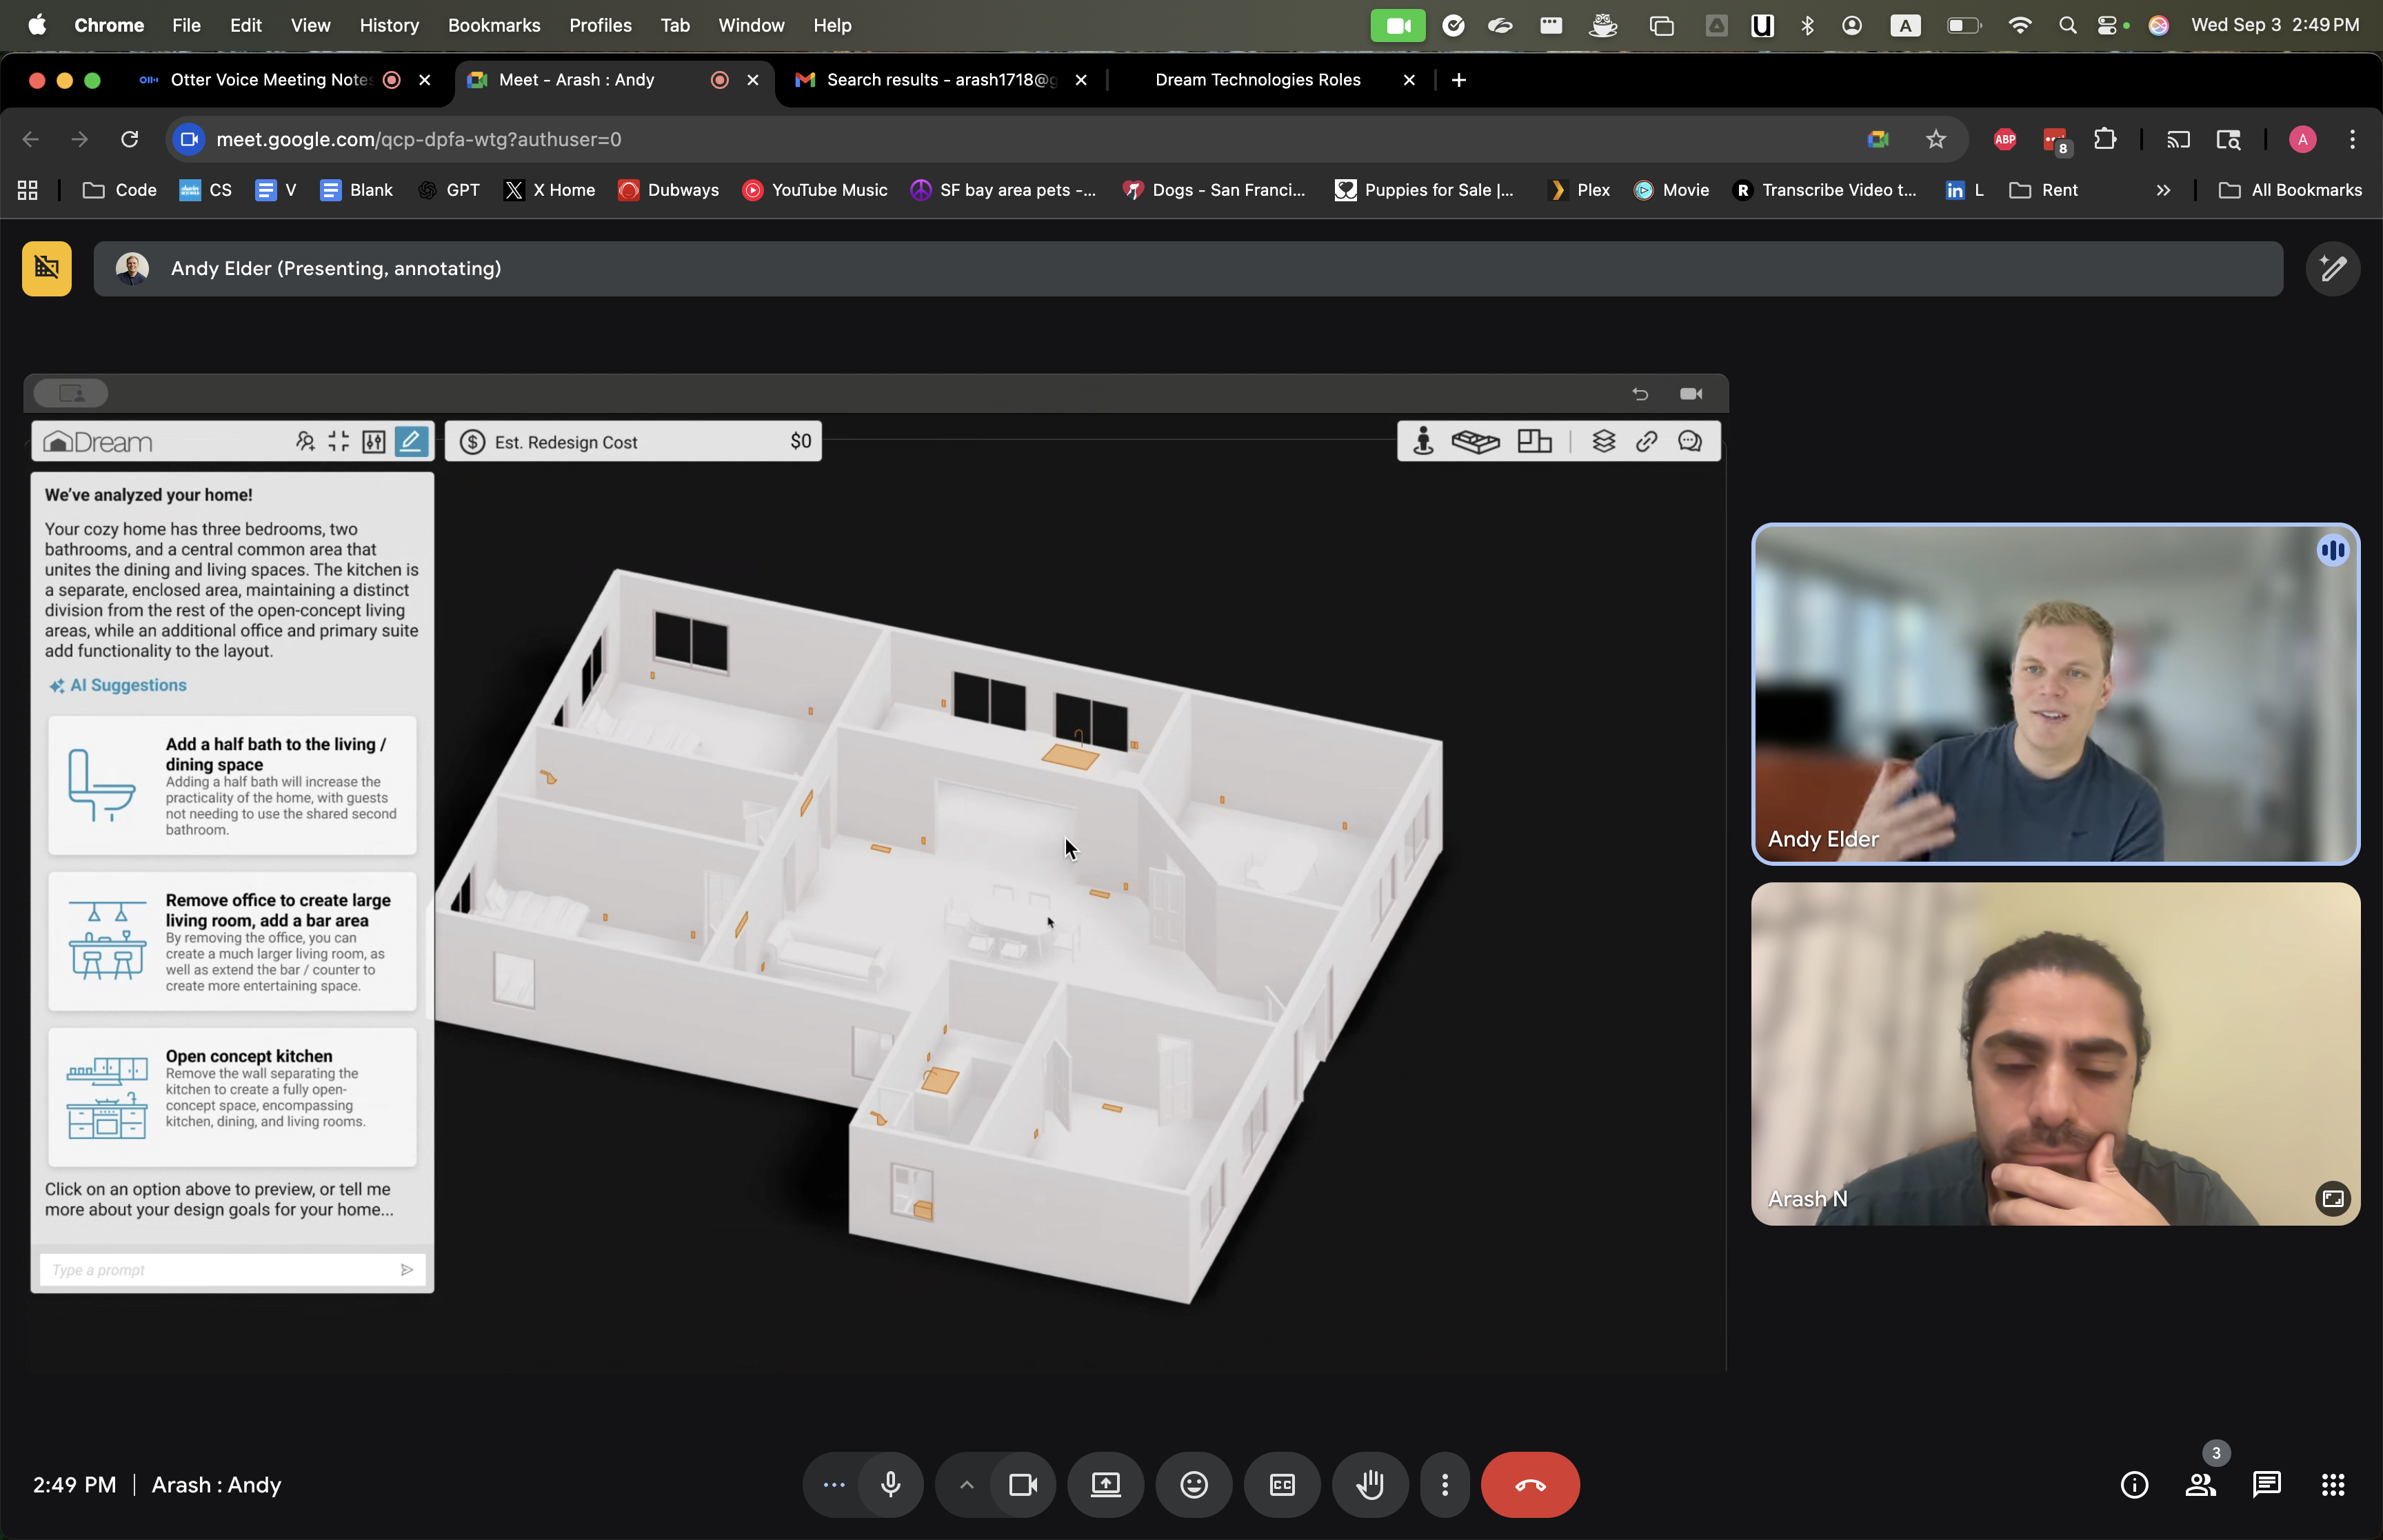 Chrome File Edit View History Bookmarks Profiles Tab Window Help
A
Wed Sep 3 2:49 PM
Otter Voice Meeting Notes
Meet - Arash : Andy
Search results - arash1718@g
Dream Technologies Roles
meet.google.com/qcp-dpfa-wtg?authuser=0
ABP
8
A
Code
CS
V
Blank
GPT
X Home
Dubways
YouTube Music
SF bay area pets -...
Dogs - San Franci...
Puppies for Sale |...
Plex
Movie
R
Transcribe Video t...
in L
Rent
All Bookmarks
Andy Elder (Presenting, annotating)
Dream
$ Est. Redesign Cost $0
We've analyzed your home!
Your cozy home has three bedrooms, two
bathrooms, and a central common area that
unites the dining and living spaces. The kitchen is
a separate, enclosed area, maintaining a distinct
division from the rest of the open-concept living
areas, while an additional office and primary suite
add functionality to the layout.
AI Suggestions
Add a half bath to the living /
dining space
Adding a half bath will increase the
practicality of the home, with guests
not needing to use the shared second
bathroom.
Remove office to create large
living room, add a bar area
By removing the office, you can
create a much larger living room, as
well as extend the bar / counter to
create more entertaining space.
Open concept kitchen
Remove the wall separating the
kitchen to create a fully open-
concept space, encompassing
kitchen, dining, and living rooms.
Click on an option above to preview, or tell me
more about your design goals for your home...
Type a prompt
Andy Elder
Arash N
2:49 PM | Arash : Andy
CC
3